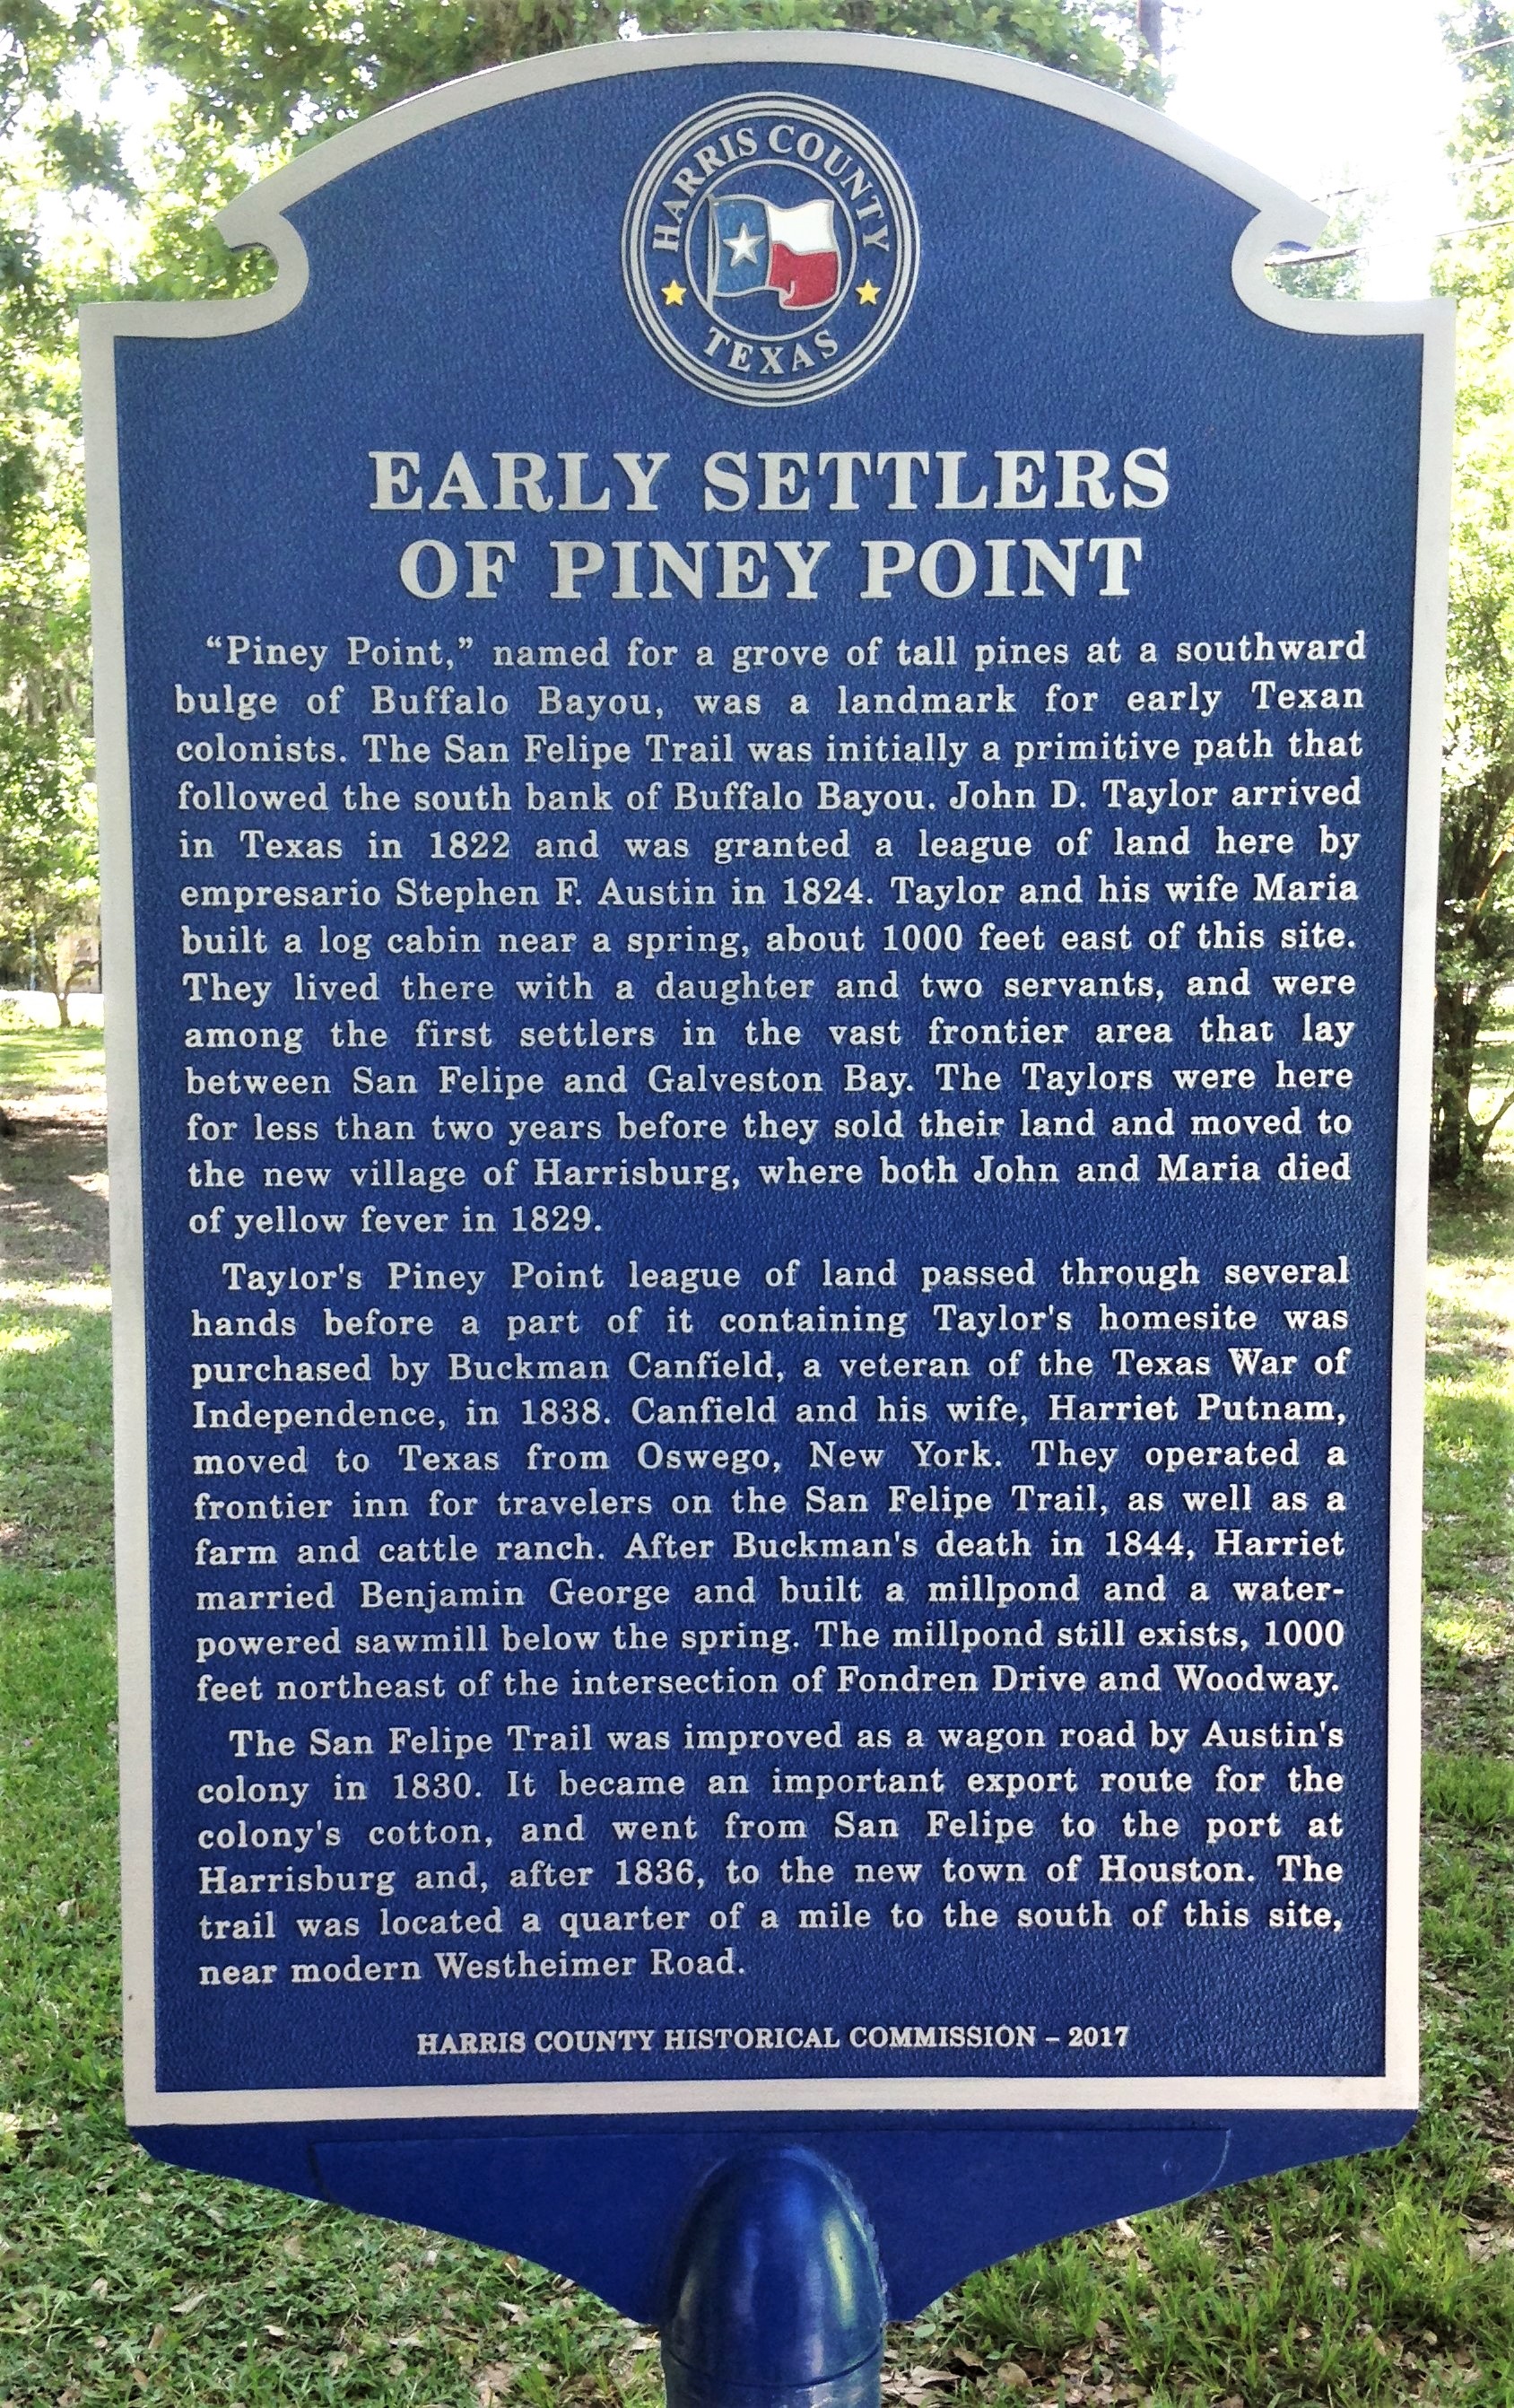 HARRIS COUNTY
TEXAS
EARLY SETTLERS
OF PINEY POINT
“Piney Point,” named for a grove of tall pines at a southward
bulge of Buffalo Bayou, was a landmark for early Texan
colonists. The San Felipe Trail was initially a primitive path that
followed the south bank of Buffalo Bayou. John D. Taylor arrived
in Texas in 1822 and was granted a league of land here by
empresario Stephen F. Austin in 1824. Taylor and his wife Maria
built a log cabin near a spring, about 1000 feet east of this site.
They lived there with a daughter and two servants, and were
among the first settlers in the vast frontier area that lay
between San Felipe and Galveston Bay. The Taylors were here
for less than two years before they sold their land and moved to
the new village of Harrisburg, where both John and Maria died
of yellow fever in 1829.
Taylor's Piney Point league of land passed through several
hands before a part of it containing Taylor's homesite was
purchased by Buckman Canfield, a veteran of the Texas War of
Independence, in 1838. Canfield and his wife, Harriet Putnam,
moved to Texas from Oswego, New York. They operated a
frontier inn for travelers on the San Felipe Trail, as well as a
farm and cattle ranch. After Buckman's death in 1844, Harriet
married Benjamin George and built a millpond and a water-
powered sawmill below the spring. The millpond still exists, 1000
feet northeast of the intersection of Fondren Drive and Woodway.
The San Felipe Trail was improved as a wagon road by Austin's
colony in 1830. It became an important export route for the
colony's cotton, and went from San Felipe to the port at
Harrisburg and, after 1836, to the new town of Houston. The
trail was located a quarter of a mile to the south of this site,
near modern Westheimer Road.
HARRIS COUNTY HISTORICAL COMMISSION – 2017